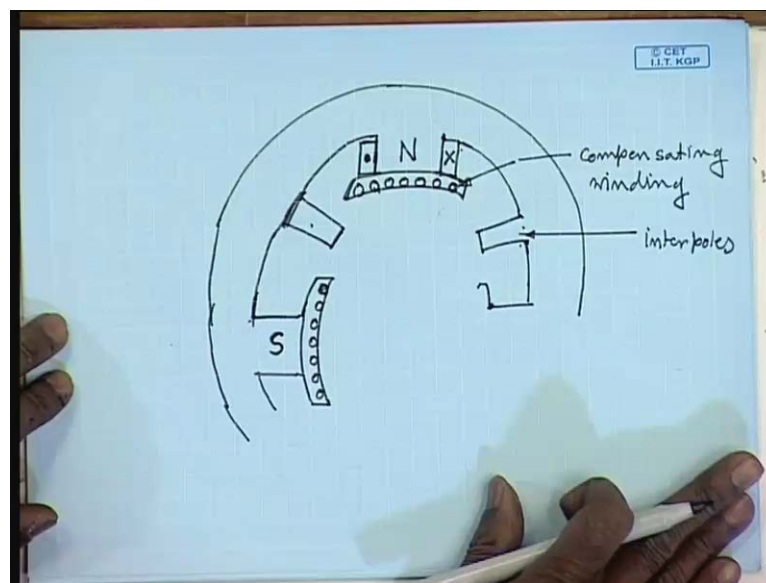 © CET
I.I.T. KGP
N
X
compensating
winding
interpoles
S